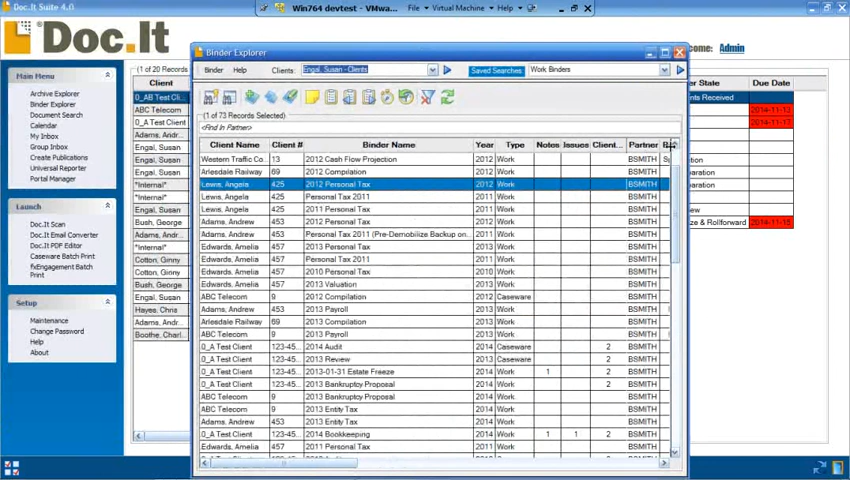 Doc.It Suite 4.0
Win764 devtest - VMwa...
File
Virtual Machine
Help
Doc.It
Admin
Main Menu
Archive Explorer
Binder Explorer
Document Search
Calendar
My Inbox
Group Inbox
Create Publications
Universal Reporter
Portal Manager
Launch
Doc.It Scan
Doc.It Email Converter
Doc.It PDF Editor
Caseware Batch Print
fxEngagement Batch
Print
Setup
Maintenance
Change Password
Help
About
(1 of 20 Records
Client
0_AB Test Cli...
ABC Telecom
0_A Test Client
Adams, Andr...
Engal, Susan
Engal, Susan
Engal, Susan
*Internal*
*Internal*
Engal, Susan
Bush, George
Adams, Andr...
*Internal*
Cotton, Ginny
Cotton, Ginny
Bush, George
Engal, Susan
Hayes, Chris
Adams, Andr...
Boothe, Charl...
Binder Explorer
Binder Help Clients: Engal, Susan - Clients Saved Searches: Work Binders
(1 of 73 Records Selected)
<Find In Partner>
Client Name Client # Binder Name Year Type Notes Issues Client... Partner
Western Traffic Co... 13 2012 Cash Flow Projection 2012 Work BSMITH
Arlesdale Railway 69 2012 Compilation 2012 Work BSMITH
Lewis, Angela 425 2012 Personal Tax 2012 Work BSMITH
Lewis, Angela 425 Personal Tax 2011 2011 Work BSMITH
Lewis, Angela 425 2011 Personal Tax 2011 Work BSMITH
Adams, Andrew 453 2012 Personal Tax 2012 Work BSMITH
Adams, Andrew 453 Personal Tax 2011 (Pre-Demobilize Backup on... 2011 Work BSMITH
Edwards, Amelia 457 2013 Personal Tax 2013 Work BSMITH
Edwards, Amelia 457 Personal Tax 2011 2011 Work BSMITH
Edwards, Amelia 457 2010 Personal Tax 2010 Work BSMITH
Edwards, Amelia 457 2013 Valuation 2013 Work BSMITH
ABC Telecom 9 2012 Compilation 2012 Caseware BSMITH
Adams, Andrew 453 2013 Payroll 2013 Work BSMITH
Arlesdale Railway 69 2013 Compilation 2013 Work BSMITH
ABC Telecom 9 2013 Payroll 2013 Work BSMITH
0_A Test Client 123-45... 2014 Audit 2014 Caseware 2 BSMITH
0_A Test Client 123-45... 2013 Review 2013 Caseware 2 BSMITH
0_A Test Client 123-45... 2013-01-31 Estate Freeze 2013 Work 1 2 BSMITH
0_A Test Client 123-45... 2013 Bankruptcy Proposal 2013 Work 2 BSMITH
ABC Telecom 9 2013 Bankruptcy Proposal 2013 Work BSMITH
ABC Telecom 9 2013 Entity Tax 2014 Work BSMITH
Adams, Andrew 453 2013 Entity Tax 2013 Work BSMITH
0_A Test Client 123-45... 2014 Bookkeeping 2014 Work 1 1 2 BSMITH
Edwards, Amelia 457 2011 Personal Tax 2011 Work BSMITH
er State Due Date
nts Received
2014-11-13
2014-11-17
aration
paration
ew
ze & Rollforward 2014-11-15